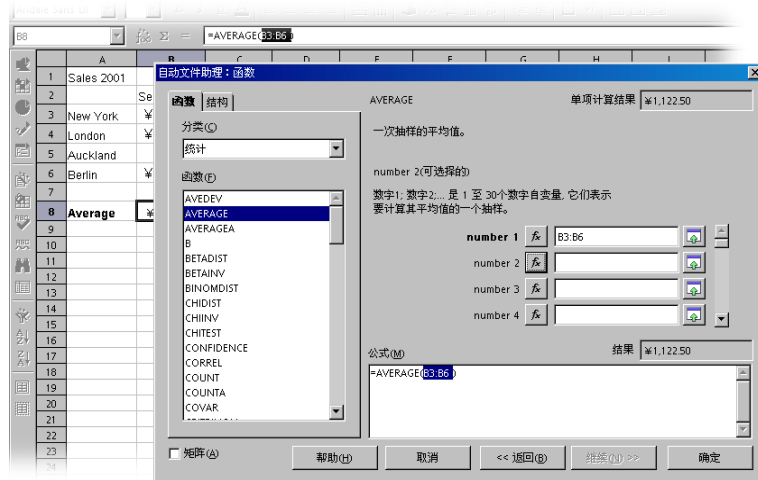 B8 =AVERAGE(B3:B6)
A B C D E F G H I
1 Sales 2001
2 Se
3 New York ¥
4 London ¥
5 Auckland
6 Berlin ¥
7
8 Average ¥
9
10
11
12
13
14
15
16
17
18
19
20
21
22
23
24
自动文件助理：函数
函数 结构
分类(C)
统计
函数(F)
AVEDEV
AVERAGE
AVERAGEA
B
BETADIST
BETAINV
BINOMDIST
CHIDIST
CHIINV
CHITEST
CONFIDENCE
CORREL
COUNT
COUNTA
COVAR
AVERAGE 单项计算结果 ¥1,122.50
一次抽样的平均值。
number 2(可选择的)
数字1; 数字2;... 是 1 至 30个数字自变量, 它们表示
要计算其平均值的一个抽样。
number 1 fx B3:B6
number 2 fx
number 3 fx
number 4 fx
公式(M) 结果 ¥1,122.50
=AVERAGE(B3:B6)
矩阵(A) 帮助(H) 取消 << 返回(B) 继续(N) >> 确定